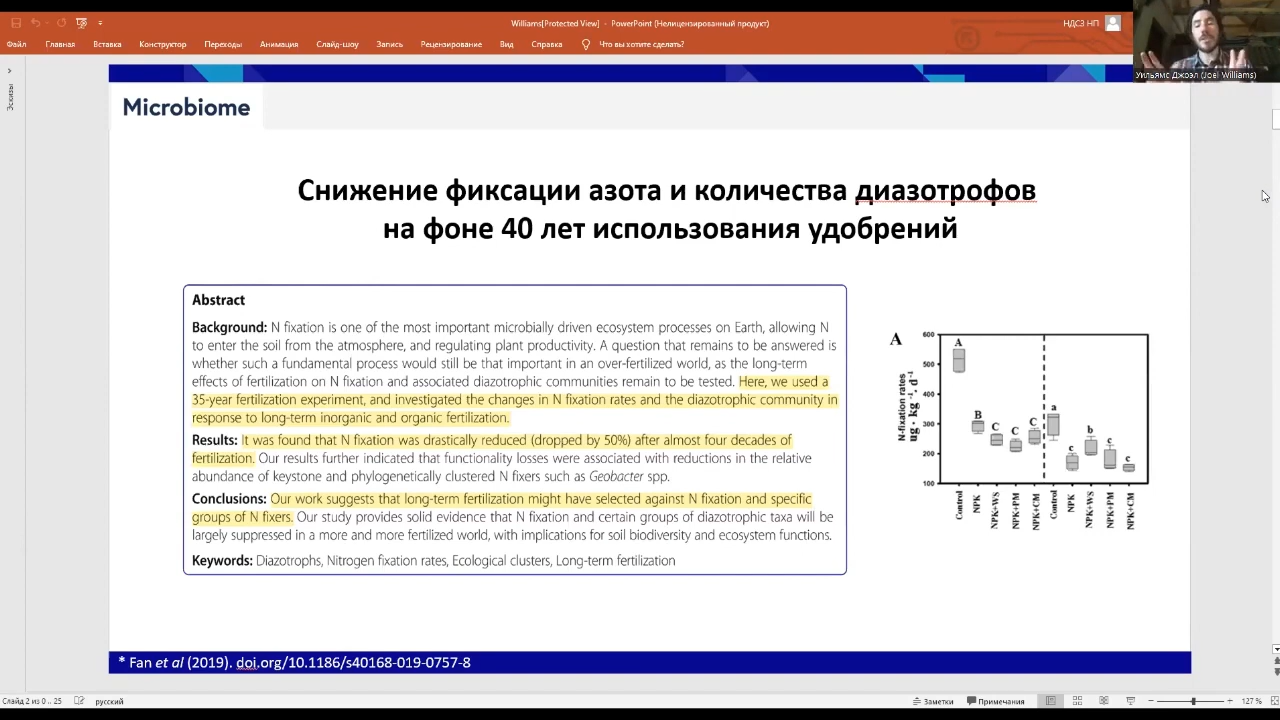 Williams[Protected View] - PowerPoint (Нелицензированный продукт)
НДСЗ НП
Файл Главная Вставка Конструктор Переходы Анимация Слайд-шоу Запись Рецензирование Вид Справка Что вы хотите сделать?
Уильямс Джоэл (Joel Williams)
Эскизы
Microbiome
Снижение фиксации азота и количества диазотрофов
на фоне 40 лет использования удобрений
Abstract
Background: N fixation is one of the most important microbially driven ecosystem processes on Earth, allowing N
to enter the soil from the atmosphere, and regulating plant productivity. A question that remains to be answered is
whether such a fundamental process would still be that important in an over-fertilized world, as the long-term
effects of fertilization on N fixation and associated diazotrophic communities remain to be tested. Here, we used a
35-year fertilization experiment, and investigated the changes in N fixation rates and the diazotrophic community in
response to long-term inorganic and organic fertilization.
Results: It was found that N fixation was drastically reduced (dropped by 50%) after almost four decades of
fertilization. Our results further indicated that functionality losses were associated with reductions in the relative
abundance of keystone and phylogenetically clustered N fixers such as Geobacter spp.
Conclusions: Our work suggests that long-term fertilization might have selected against N fixation and specific
groups of N fixers. Our study provides solid evidence that N fixation and certain groups of diazotrophic taxa will be
largely suppressed in a more and more fertilized world, with implications for soil biodiversity and ecosystem functions.
Keywords: Diazotrophs, Nitrogen fixation rates, Ecological clusters, Long-term fertilization
A
N-fixation rates
ug · kg⁻¹. d⁻¹
600
500
400
300
200
100
A
B
C
C
C
a
c
b
c
c
Control
NPK
NPK+WS
NPK+PM
NPK+CM
Control
NPK
NPK+WS
NPK+PM
NPK+CM
* Fan et al (2019). doi.org/10.1186/s40168-019-0757-8
Слайд 2 из 0 .. 25 русский Заметки Примечания 127 %